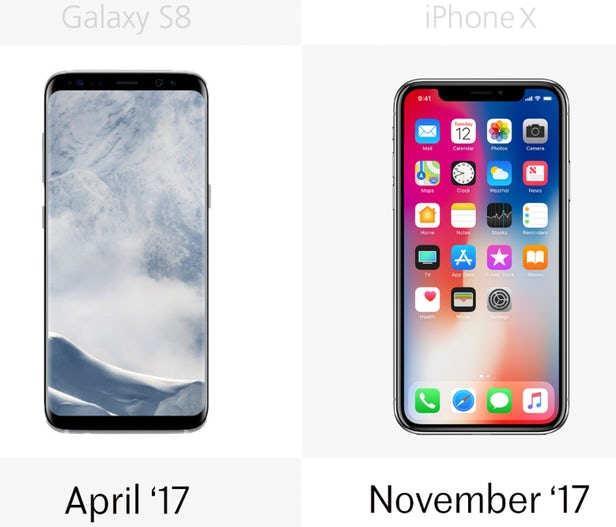 Galaxy S8
iPhone X
9:41
Tuesday
12
Mail
Calendar
Photos
Camera
Maps
Clock
Weather
News
Home
Notes
Stocks
Reminders
TV
App Store
iTunes Store
iBooks
Health
Wallet
Settings
April ‘17
November ‘17